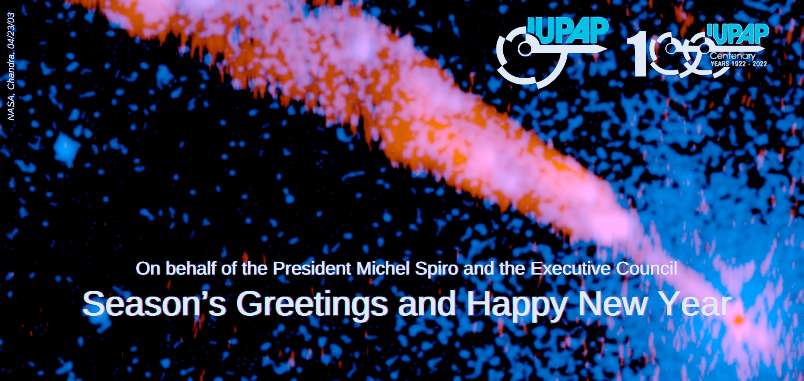 NASA, Chandra, 04/23/03
IUPAP
100 IUPAP
Centenary
YEARS 1922 - 2022
On behalf of the President Michel Spiro and the Executive Council
Season's Greetings and Happy New Year